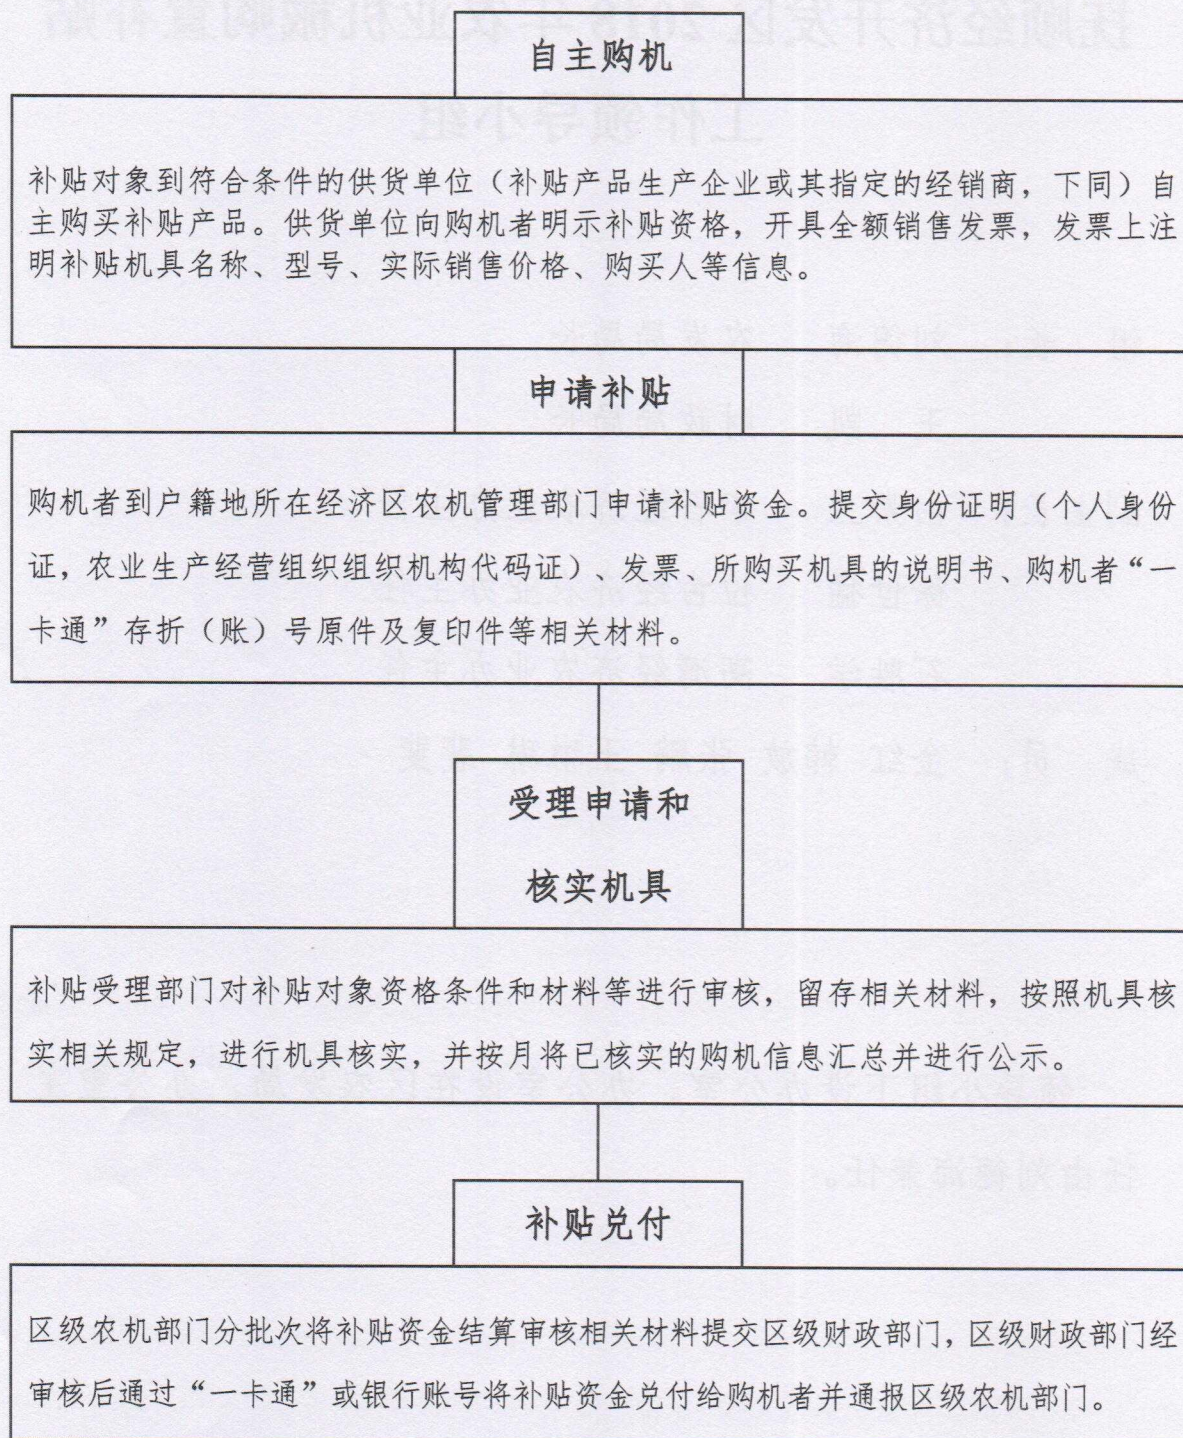 自主购机
补贴对象到符合条件的供货单位（补贴产品生产企业或其指定的经销商，下同）自
主购买补贴产品。供货单位向购机者明示补贴资格，开具全额销售发票，发票上注
明补贴机具名称、型号、实际销售价格、购买人等信息。
申请补贴
购机者到户籍地所在经济区农机管理部门申请补贴资金。提交身份证明（个人身份
证，农业生产经营组织组织机构代码证）、发票、所购买机具的说明书、购机者“一
卡通”存折（账）号原件及复印件等相关材料。
受理申请和
核实机具
补贴受理部门对补贴对象资格条件和材料等进行审核，留存相关材料，按照机具核
实相关规定，进行机具核实，并按月将已核实的购机信息汇总并进行公示。
补贴兑付
区级农机部门分批次将补贴资金结算审核相关材料提交区级财政部门，区级财政部门经
审核后通过“一卡通”或银行账号将补贴资金兑付给购机者并通报区级农机部门。